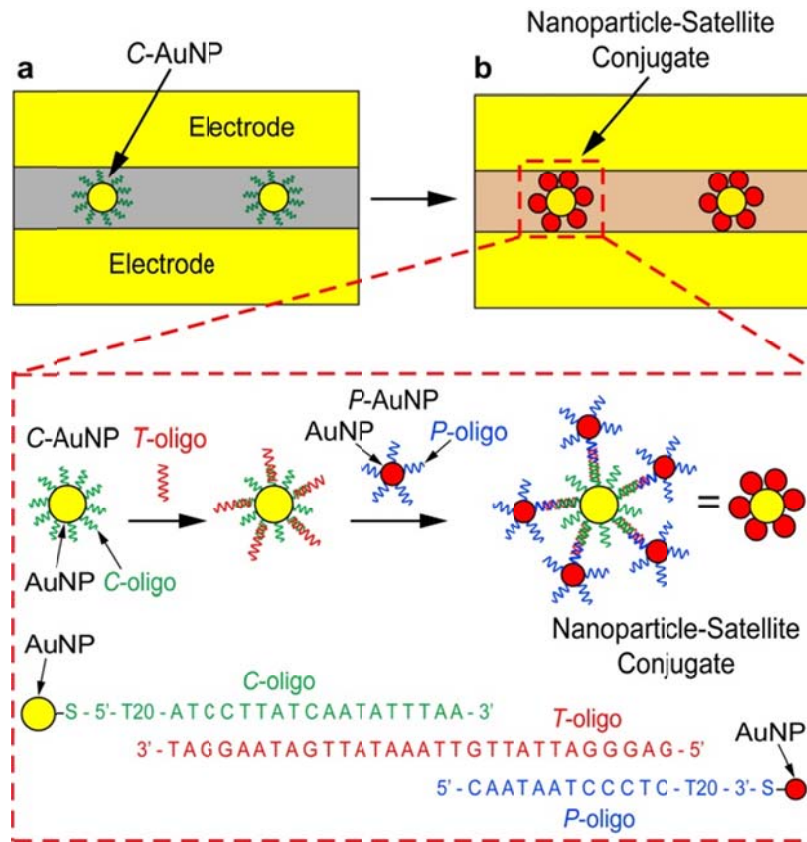 Nanoparticle-Satellite
Conjugate
C-AuNP
a
b
Electrode
Electrode
P-AuNP
C-AuNP
T-oligo
AuNP
P-oligo
=
AuNP
C-oligo
Nanoparticle-Satellite
Conjugate
AuNP
C-oligo
S- 5'- T20- ATCCTTATCAATATTTAA- 3'
T-oligo
3'- TAGGAATAGTTATAAATTGTTATTAGGGAG- 5'
AuNP
5'- CAATAATCCCTC- T20- 3'- S
P-oligo